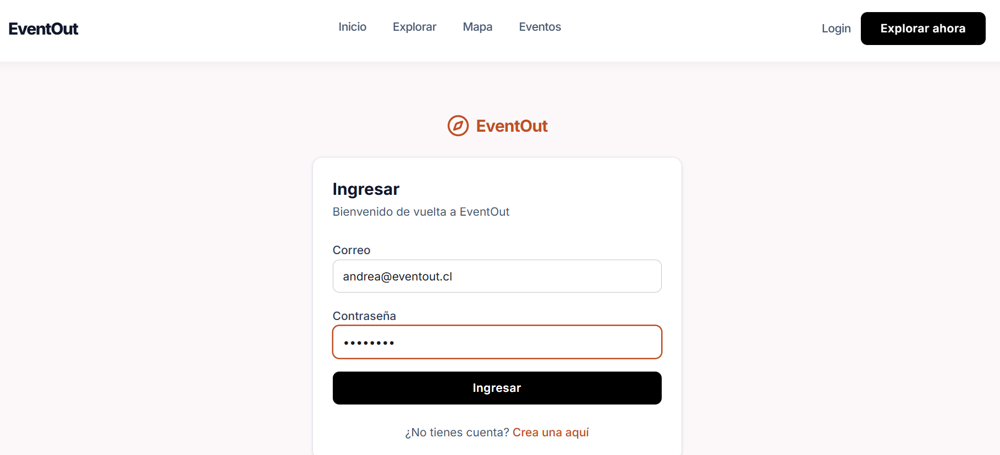 EventOut
Inicio Explorar Mapa Eventos
Login Explorar ahora
EventOut
Ingresar
Bienvenido de vuelta a EventOut
Correo
andrea@eventout.cl
Contraseña
••••••••
Ingresar
¿No tienes cuenta? Crea una aquí